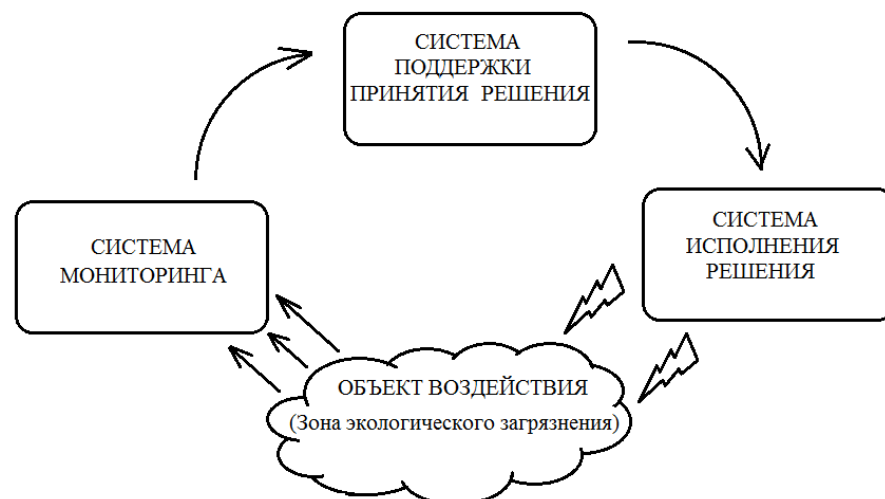 СИСТЕМА
ПОДДЕРЖКИ
ПРИНЯТИЯ РЕШЕНИЯ
СИСТЕМА
МОНИТОРИНГА
СИСТЕМА
ИСПОЛНЕНИЯ
РЕШЕНИЯ
ОБЪЕКТ ВОЗДЕЙСТВИЯ
(Зона экологического загрязнения)